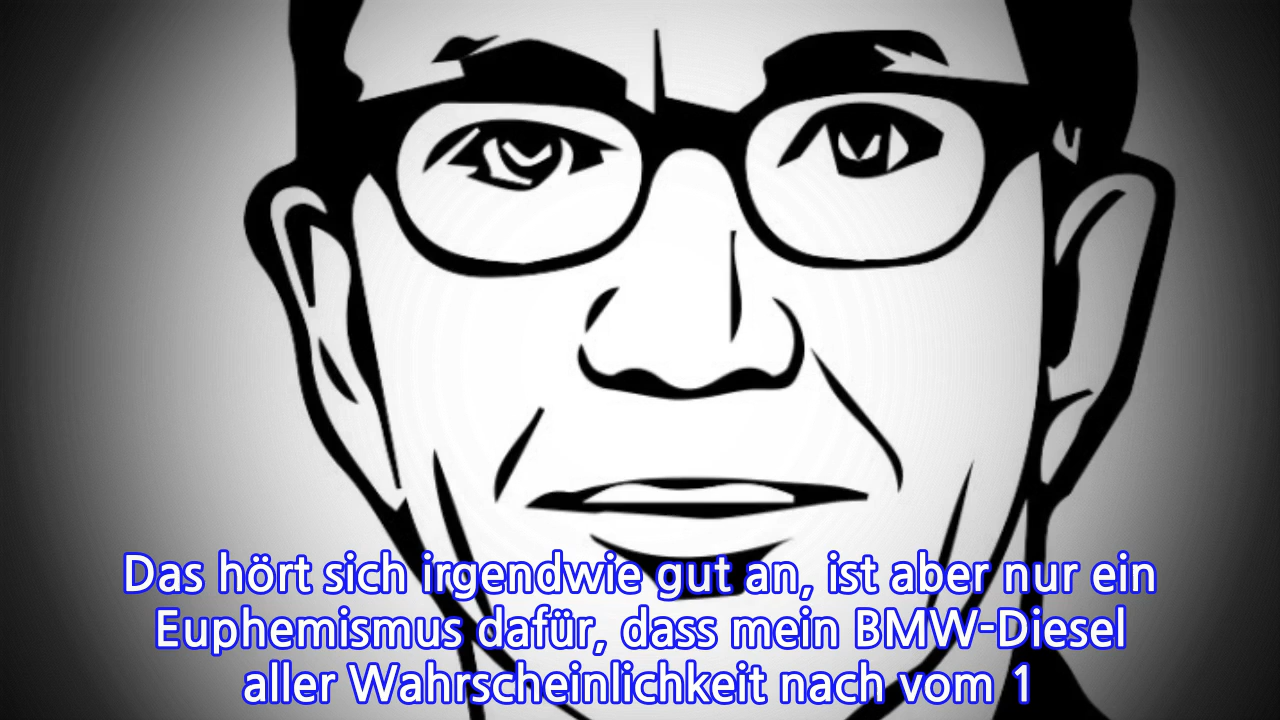 Das hört sich irgendwie gut an, ist aber nur ein
Euphemismus dafür, dass mein BMW-Diesel
aller Wahrscheinlichkeit nach vom 1